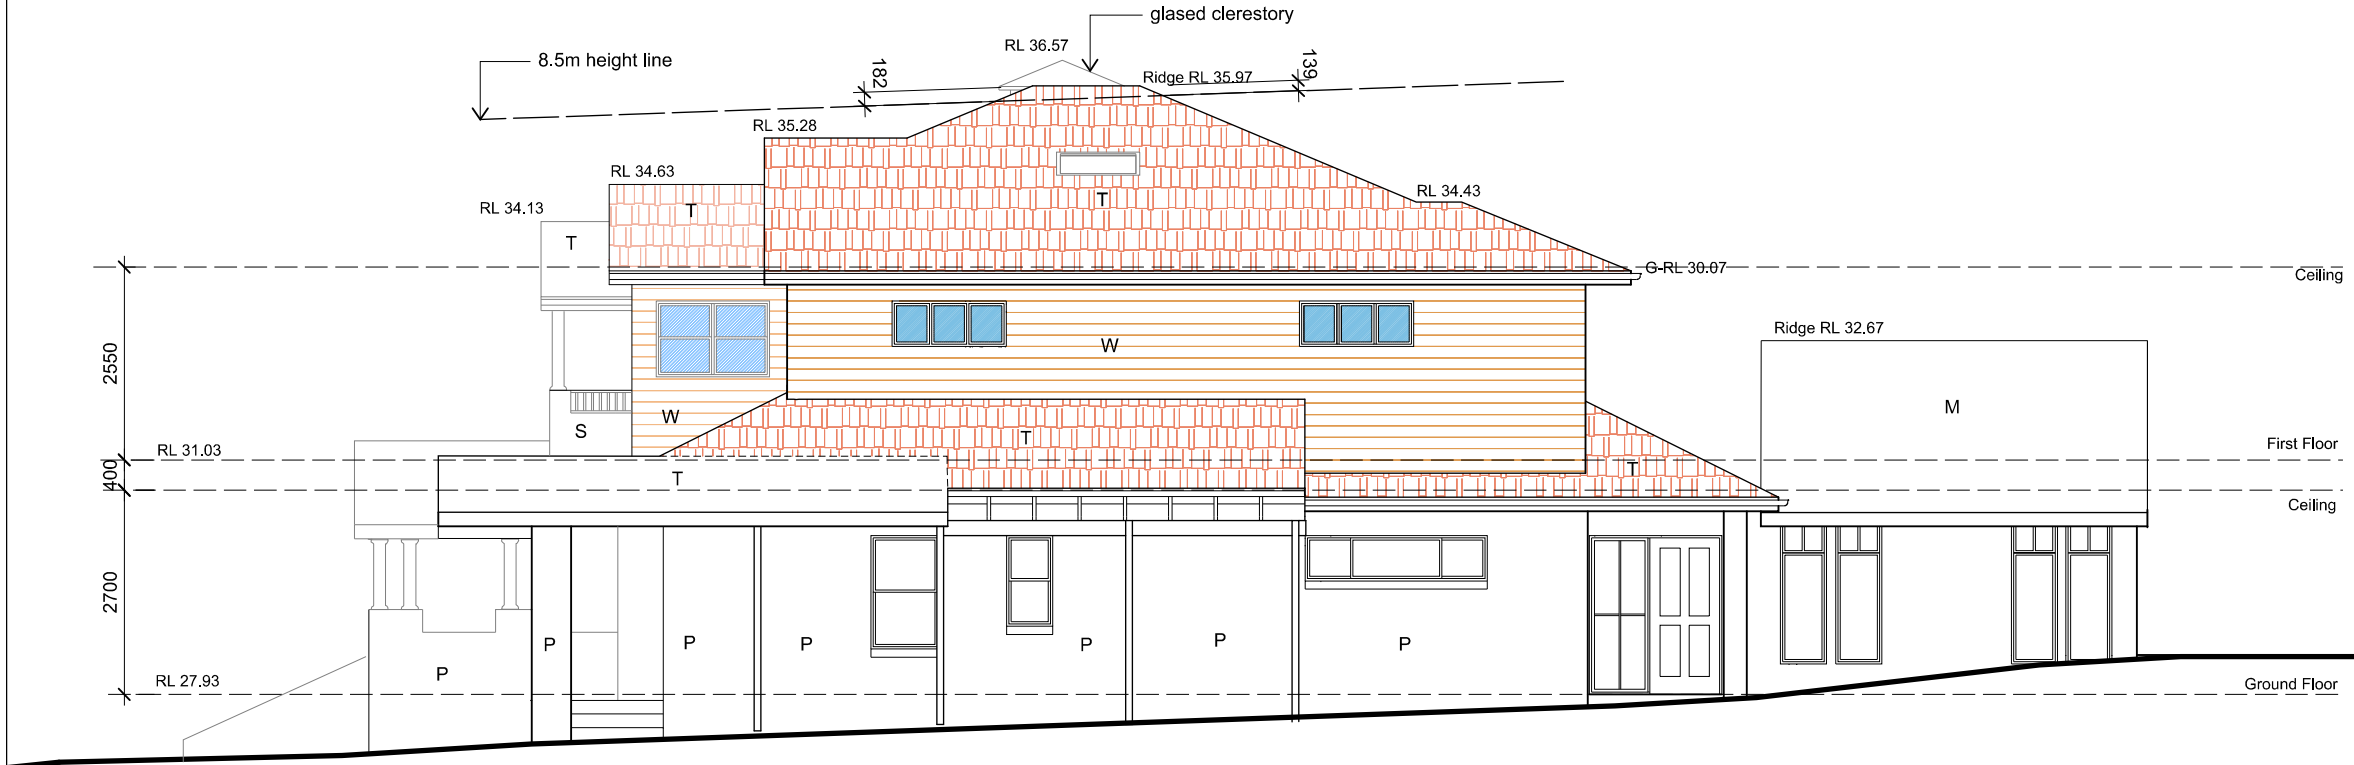 glased clerestory
RL 36.57
8.5m height line
182
Ridge RL 35.97
139
RL 35.28
RL 34.63
T
T
RL 34.43
RL 34.13
T
G-RL 30.07
Ceiling
2550
W
Ridge RL 32.67
W
M
S
T
First Floor
RL 31.03
400
T
T
Ceiling
2700
P
P
P
P
P
P
P
RL 27.93
Ground Floor